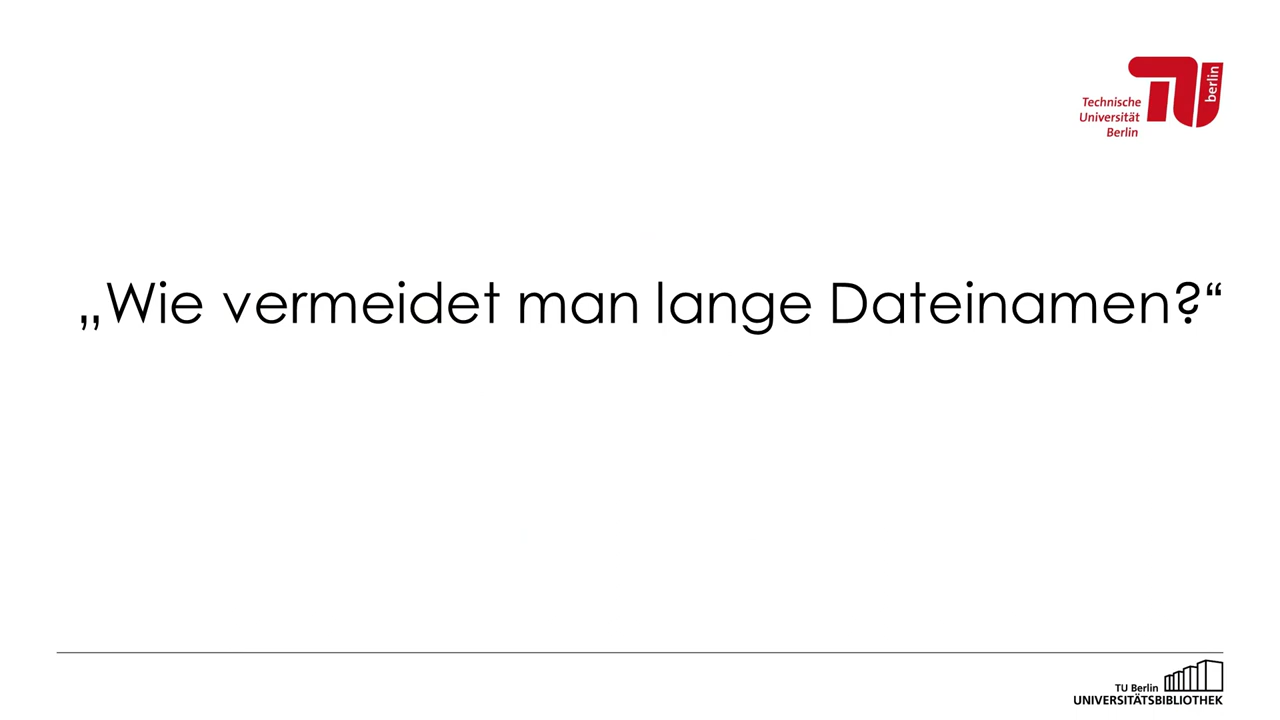 Technische
Universität
Berlin
berlin
„Wie vermeidet man lange Dateinamen?“
TU Berlin
UNIVERSITÄTSBIBLIOTHEK